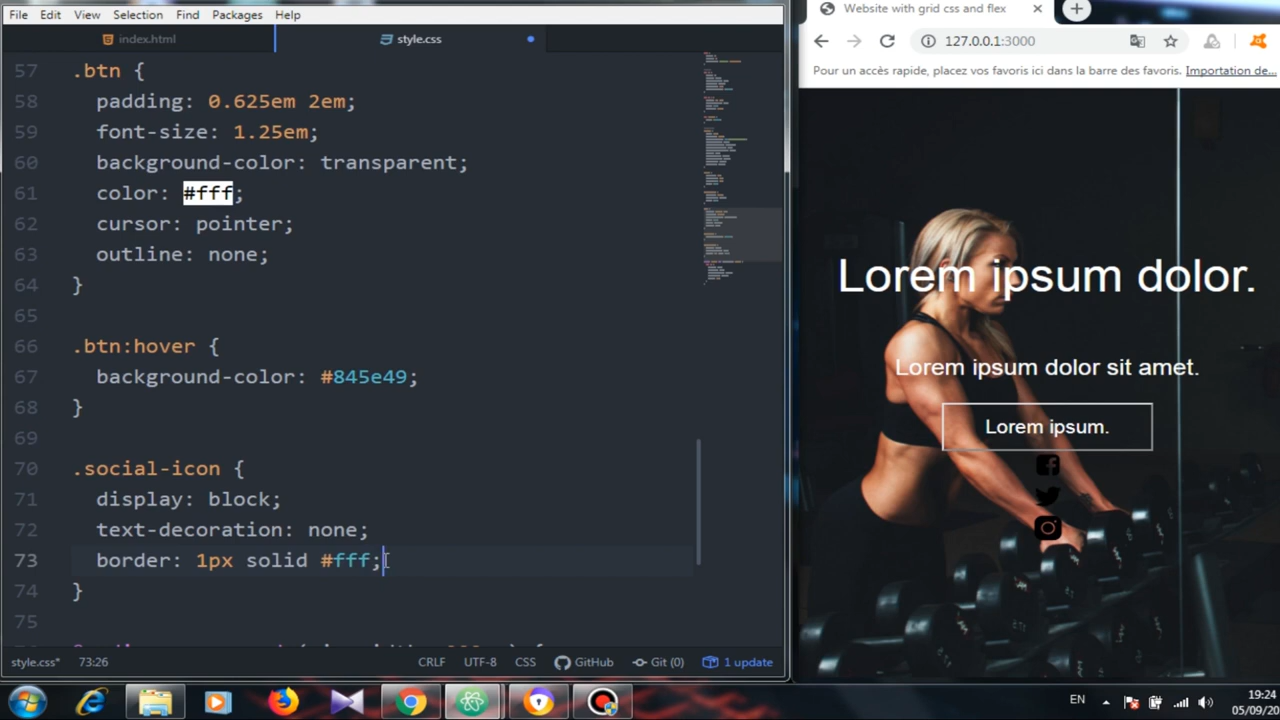 File Edit View Selection Find Packages Help
index.html
style.css
57 .btn {
58 padding: 0.625em 2em;
59 font-size: 1.25em;
60 background-color: transparent;
61 color: #fff;
62 cursor: pointer;
63 outline: none;
64 }
65
66 .btn:hover {
67 background-color: #845e49;
68 }
69
70 .social-icon {
71 display: block;
72 text-decoration: none;
73 border: 1px solid #fff;
74 }
75
style.css* 73:26 CRLF UTF-8 CSS GitHub Git (0) 1 update
Website with grid css and flex
127.0.0.1:3000
Pour un accès rapide, placez vos favoris ici dans la barre des favoris. Importation de...
Lorem ipsum dolor.
Lorem ipsum dolor sit amet.
Lorem ipsum.
EN
19:24
05/09/20